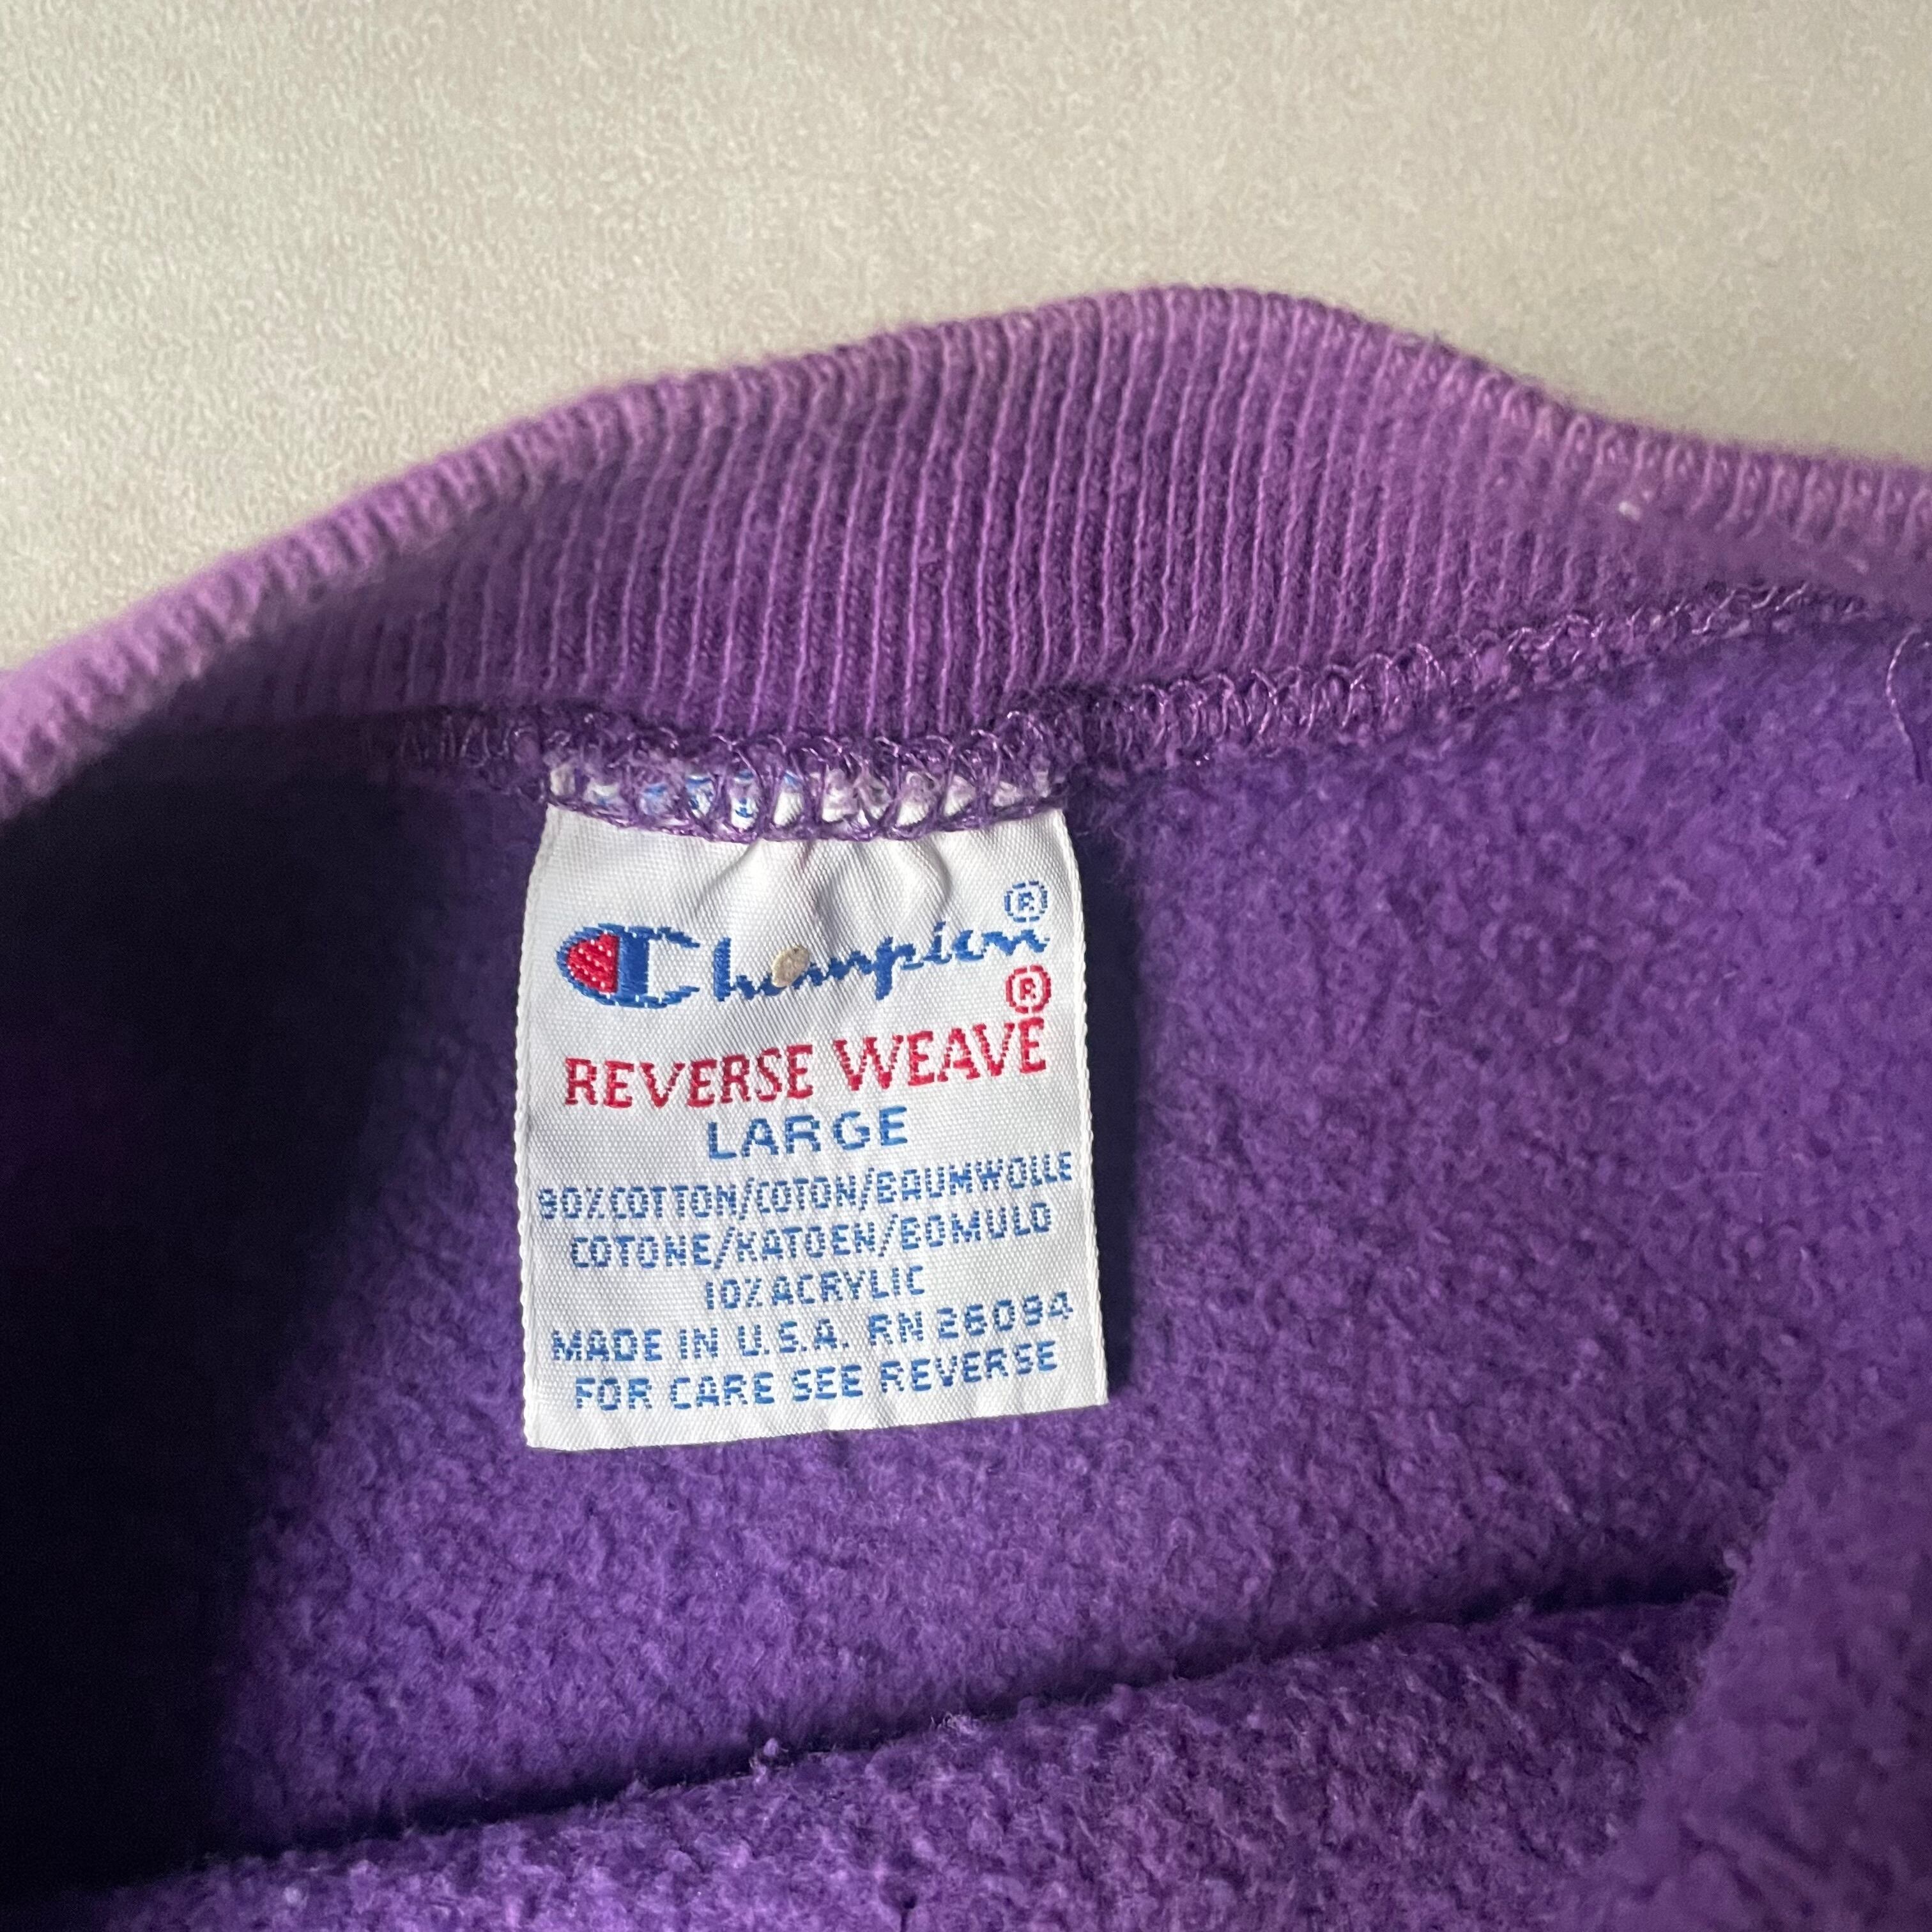 Champion®
REVERSE WEAVE®
LARGE
90% COTTON/COTON/BAUMWOLLE
COTONE/KATOEN/BOMULD
10% ACRYLIC
MADE IN U.S.A. RN 26094
FOR CARE SEE REVERSE